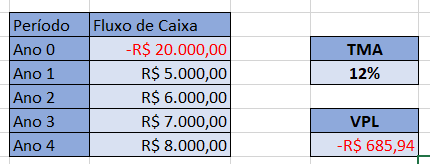 Período Fluxo de Caixa
Ano 0 -R$ 20.000,00 TMA
Ano 1 R$ 5.000,00 12%
Ano 2 R$ 6.000,00
Ano 3 R$ 7.000,00 VPL
Ano 4 R$ 8.000,00 -R$ 685,94